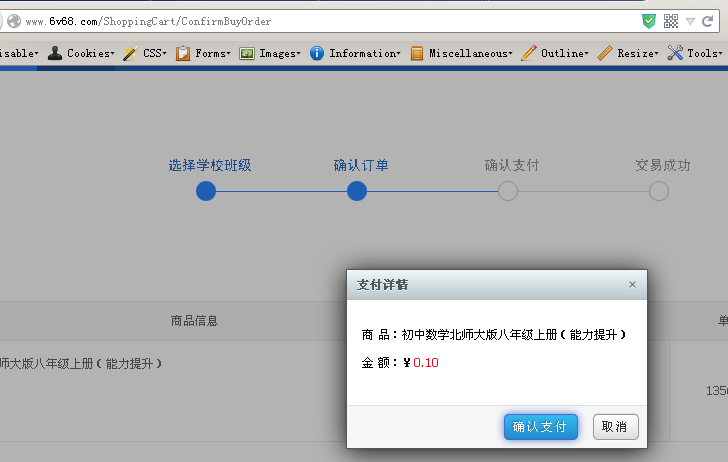 www.6v68.com/ShoppingCart/ConfirmBuyOrder
isable▾ Cookies▾ CSS▾ Forms▾ Images▾ Information▾ Miscellaneous▾ Outline▾ Resize▾ Tools▾
选择学校班级 确认订单 确认支付 交易成功
支付详情 ×
商品信息 单
商 品：初中数学北师大版八年级上册（能力提升）
师大版八年级上册（能力提升）
金 额：¥0.10
1350
确认支付 取消